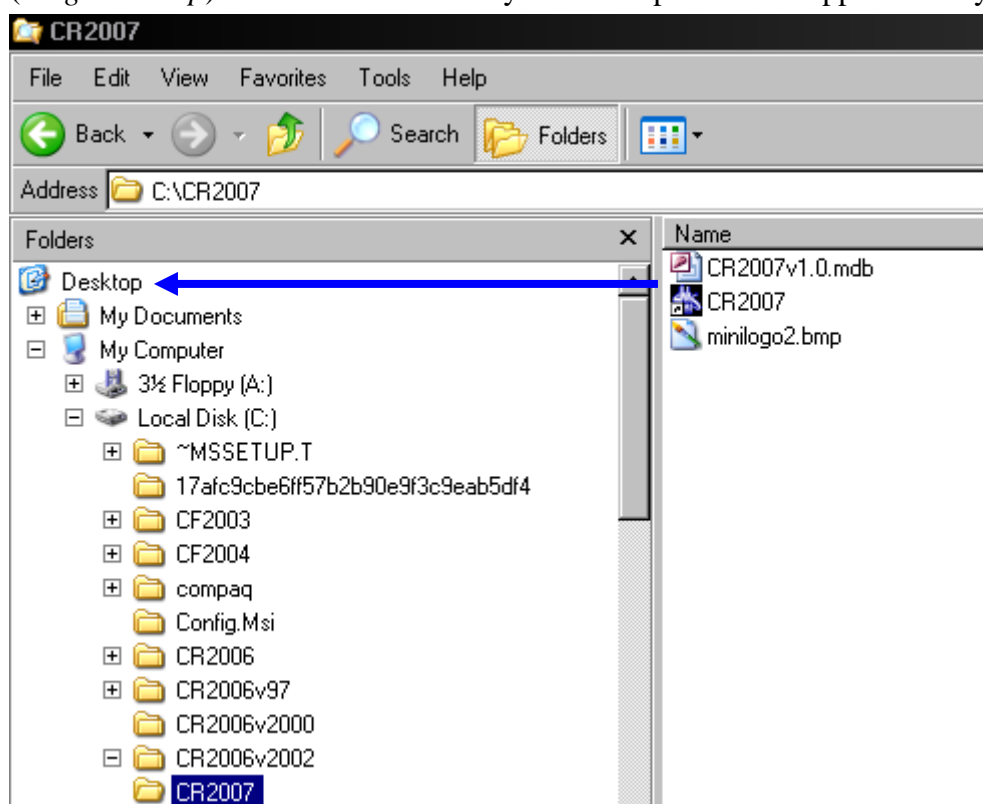 CR2007
File Edit View Favorites Tools Help
Back Search Folders
Address C:\CR2007
Folders
Desktop
My Documents
My Computer
3½ Floppy (A:)
Local Disk (C:)
~MSSETUP.T
17afc9cbe6ff57b2b90e9f3c9eab5df4
CF2003
CF2004
compaq
Config.Msi
CR2006
CR2006v97
CR2006v2000
CR2006v2002
CR2007
Name
CR2007v1.0.mdb
CR2007
minilogo2.bmp